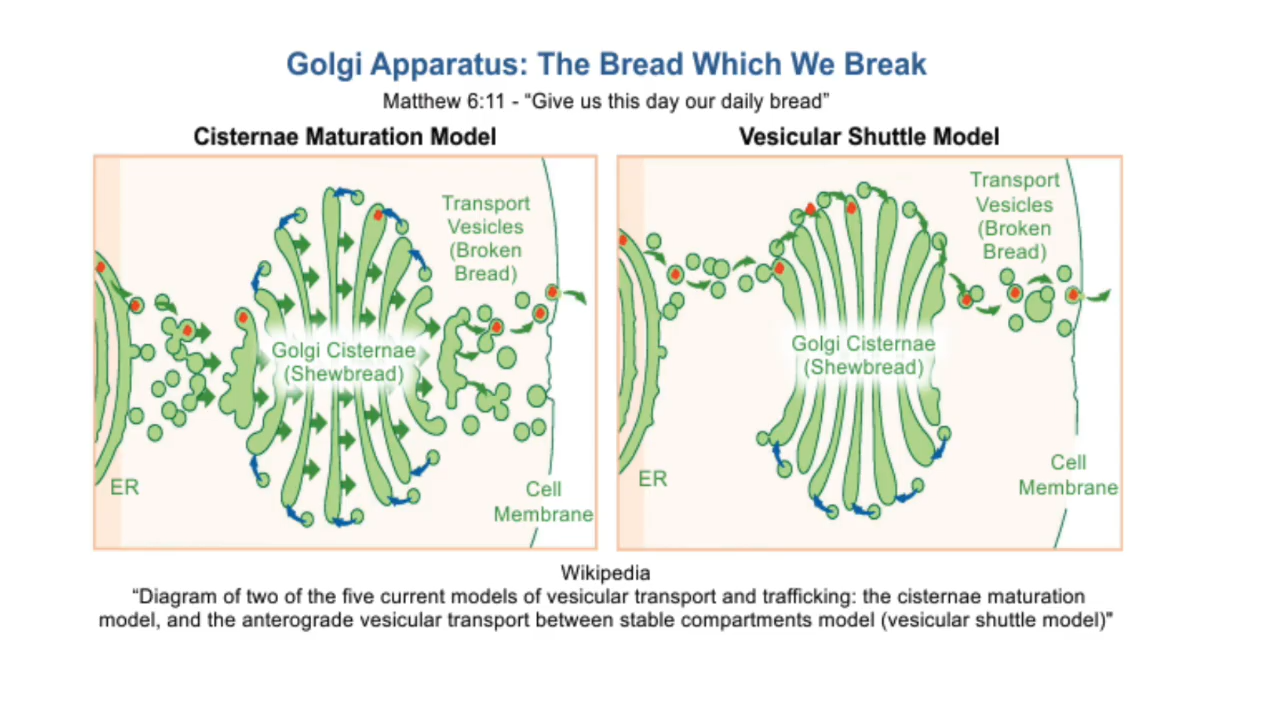 Golgi Apparatus: The Bread Which We Break
Matthew 6:11 - “Give us this day our daily bread”
Cisternae Maturation Model
Transport
Vesicles
(Broken
Bread)
Golgi Cisternae
(Shewbread)
ER
Cell
Membrane
Vesicular Shuttle Model
Transport
Vesicles
(Broken
Bread)
Golgi Cisternae
(Shewbread)
ER
Cell
Membrane
Wikipedia
“Diagram of two of the five current models of vesicular transport and trafficking: the cisternae maturation
model, and the anterograde vesicular transport between stable compartments model (vesicular shuttle model)"